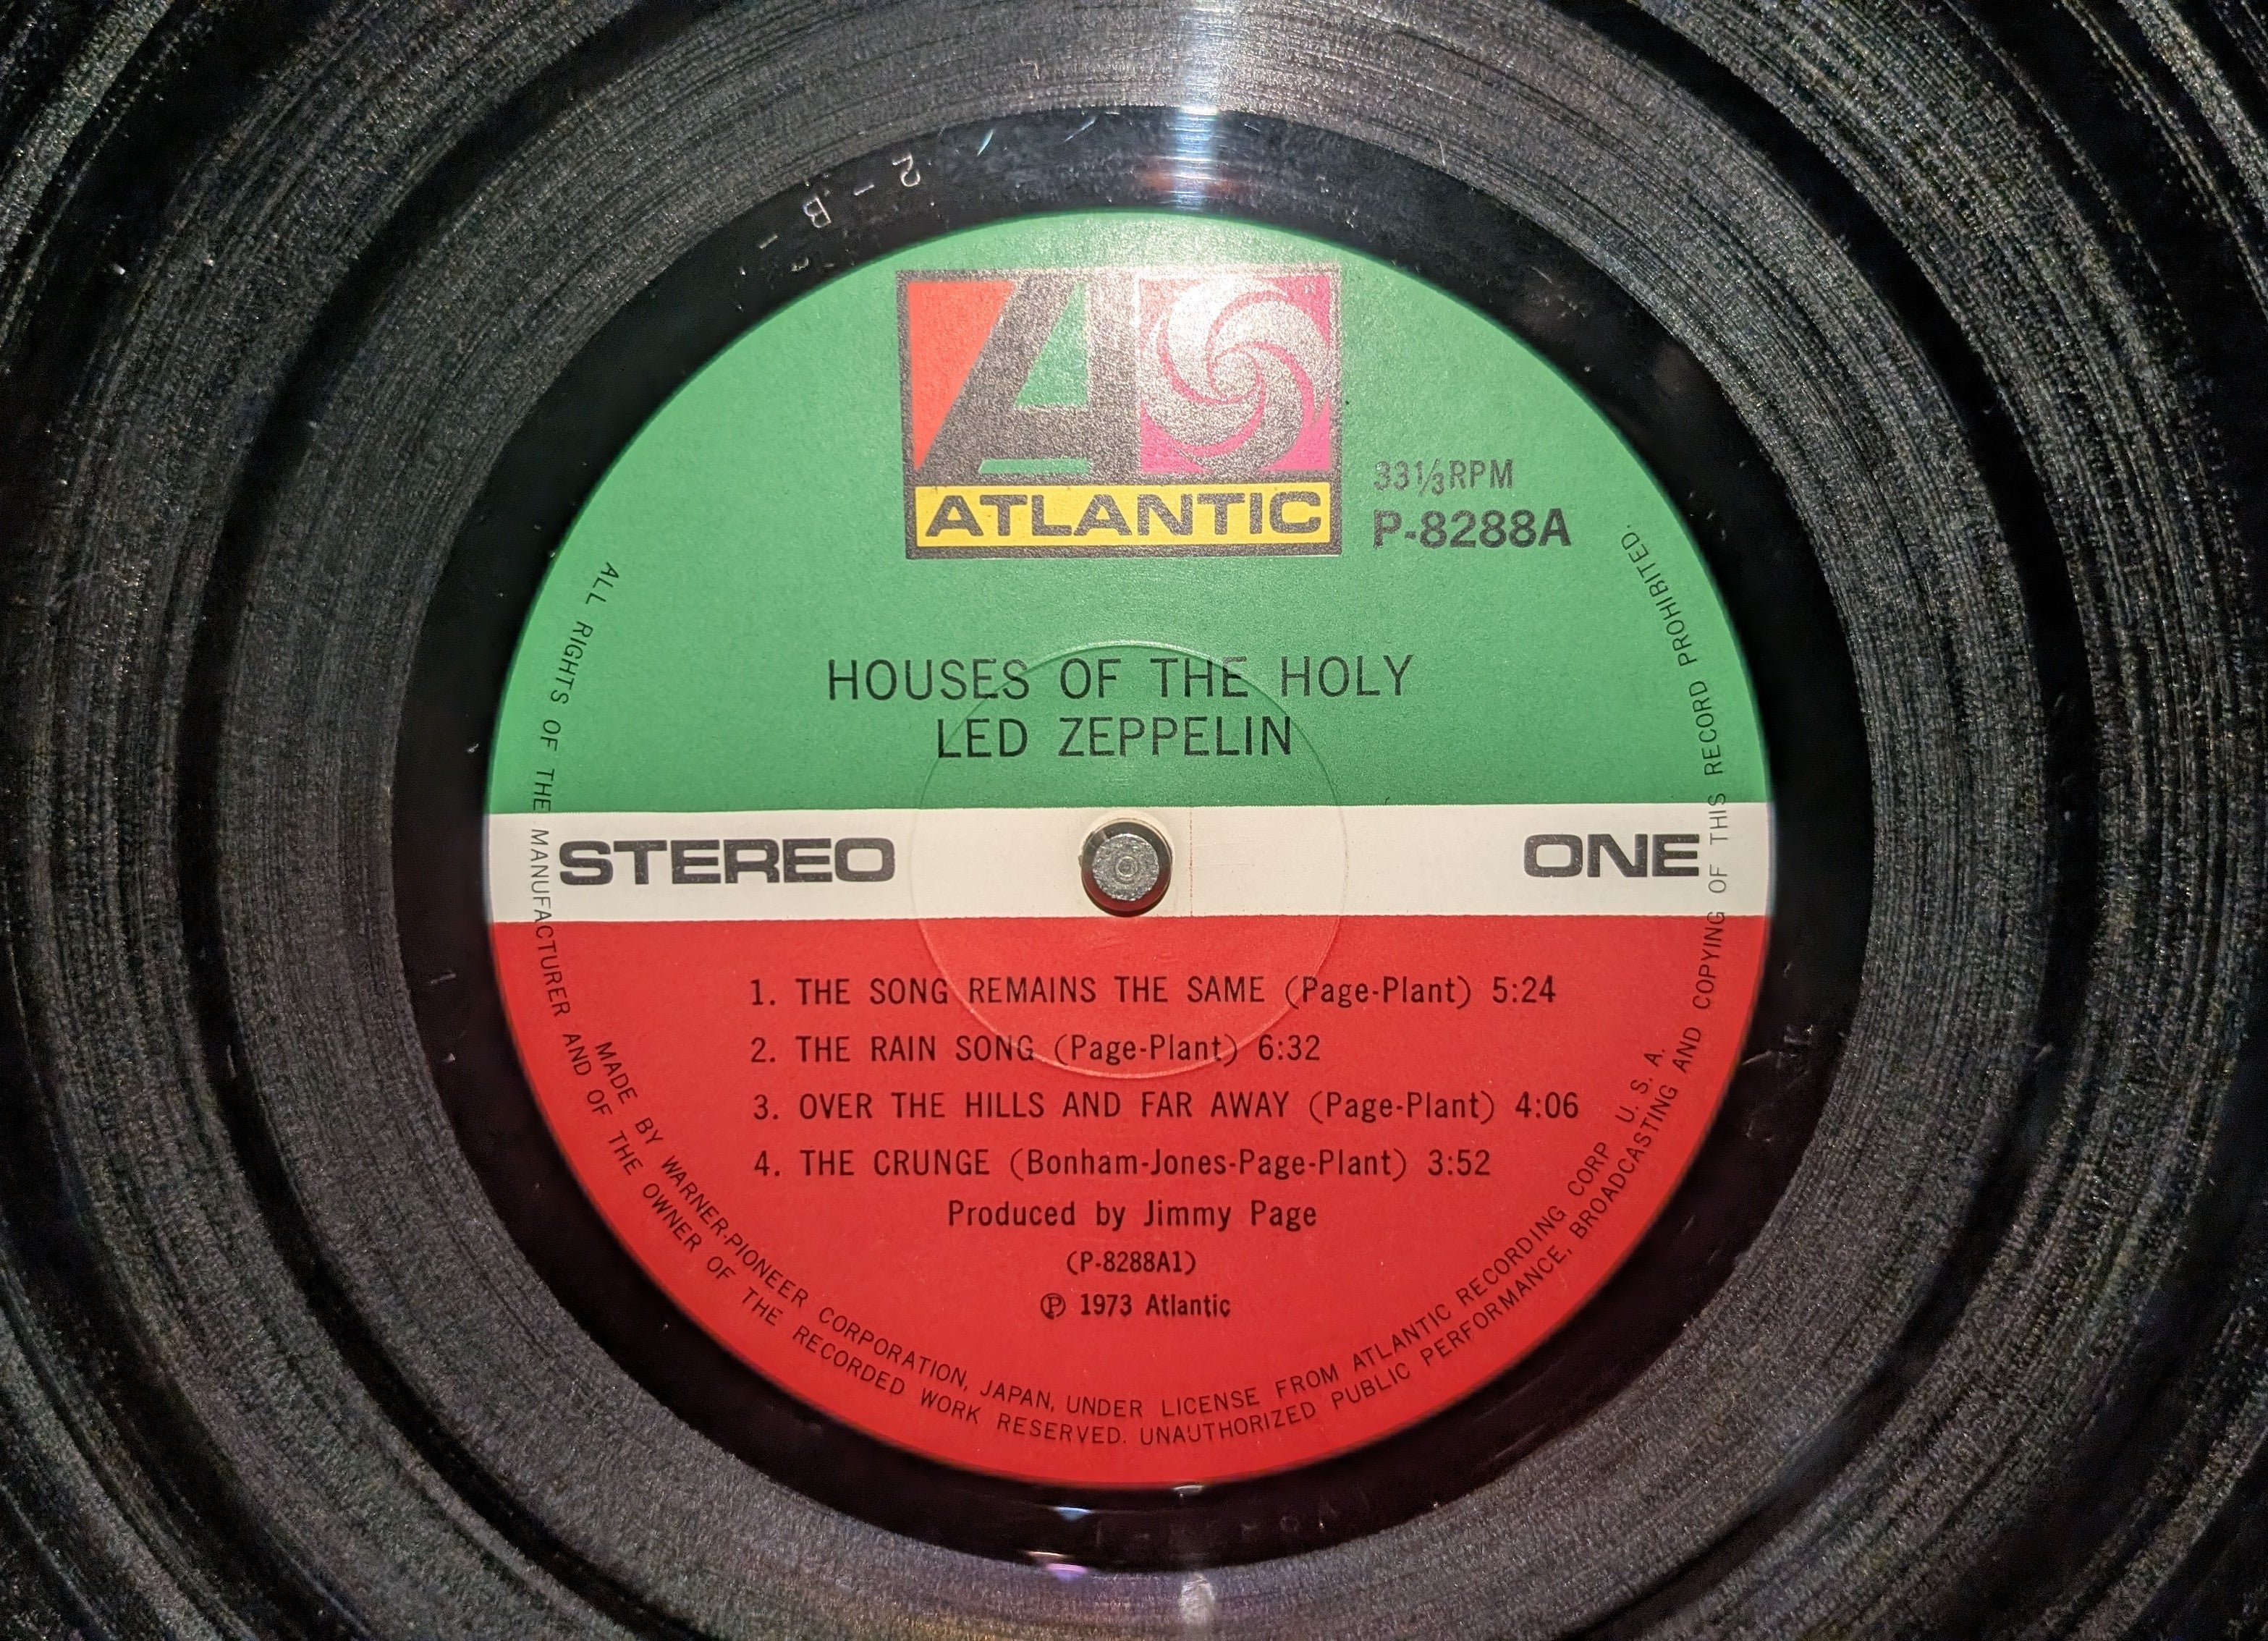 2-B-
ATLANTIC
33⅓RPM
P-8288A
HOUSES OF THE HOLY
LED ZEPPELIN
STEREO
ONE
1. THE SONG REMAINS THE SAME (Page-Plant) 5:24
2. THE RAIN SONG (Page-Plant) 6:32
3. OVER THE HILLS AND FAR AWAY (Page-Plant) 4:06
4. THE CRUNGE (Bonham-Jones-Page-Plant) 3:52
Produced by Jimmy Page
(P-8288A1)
℗ 1973 Atlantic
MADE BY WARNER-PIONEER CORPORATION, JAPAN, UNDER LICENSE FROM ATLANTIC RECORDING CORP U. S. A.
ALL RIGHTS OF THE MANUFACTURER AND OF THE OWNER OF THE RECORDED WORK RESERVED. UNAUTHORIZED PUBLIC PERFORMANCE, BROADCASTING AND COPYING OF THIS RECORD PROHIBITED.